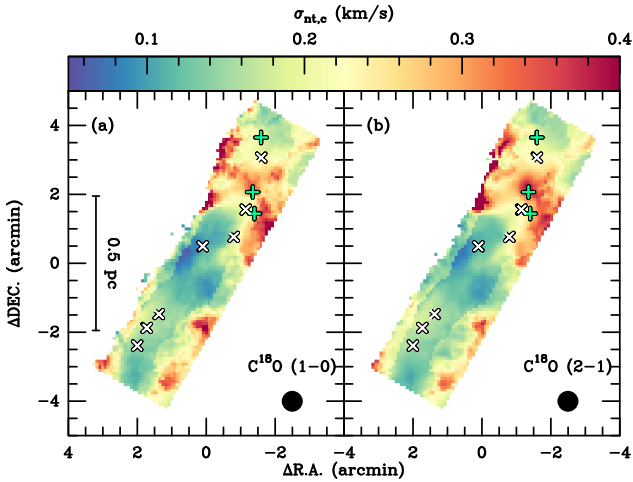 σnt,c (km/s)
0.1 0.2 0.3 0.4
(a) (b)
4
2
0
−2
−4
ΔDEC. (arcmin)
0.5 pc
C¹⁸O (1−0) C¹⁸O (2−1)
4 2 0 −2 4 2 0 −2 −4
ΔR.A. (arcmin)